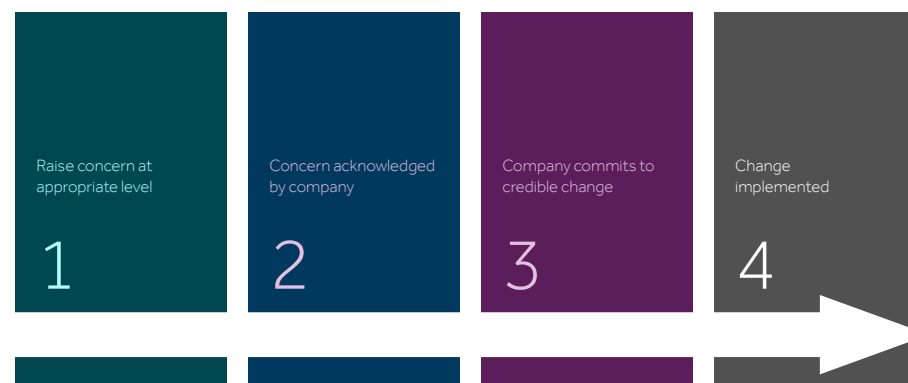 Raise concern at
appropriate level
1
Concern acknowledged
by company
2
Company commits to
credible change
3
Change
implemented
4